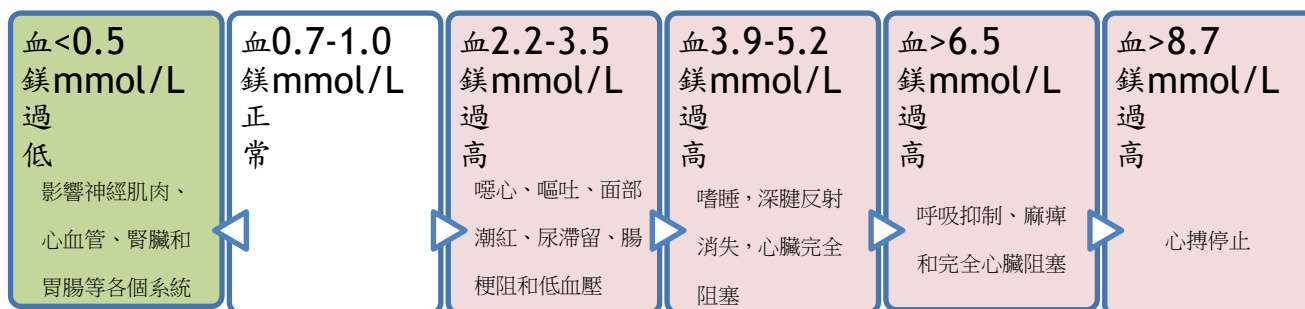 血<0.5
鎂mmol/L
過
低
影響神經肌肉、
心血管、腎臟和
胃腸等各個系統
血0.7-1.0
鎂mmol/L
正
常
血2.2-3.5
鎂mmol/L
過
高
噁心、嘔吐、面部
潮紅、尿滯留、腸
梗阻和低血壓
血3.9-5.2
鎂mmol/L
過
高
嗜睡，深腱反射
消失，心臟完全
阻塞
血>6.5
鎂mmol/L
過
高
呼吸抑制、麻痺
和完全心臟阻塞
血>8.7
鎂mmol/L
過
高
心搏停止